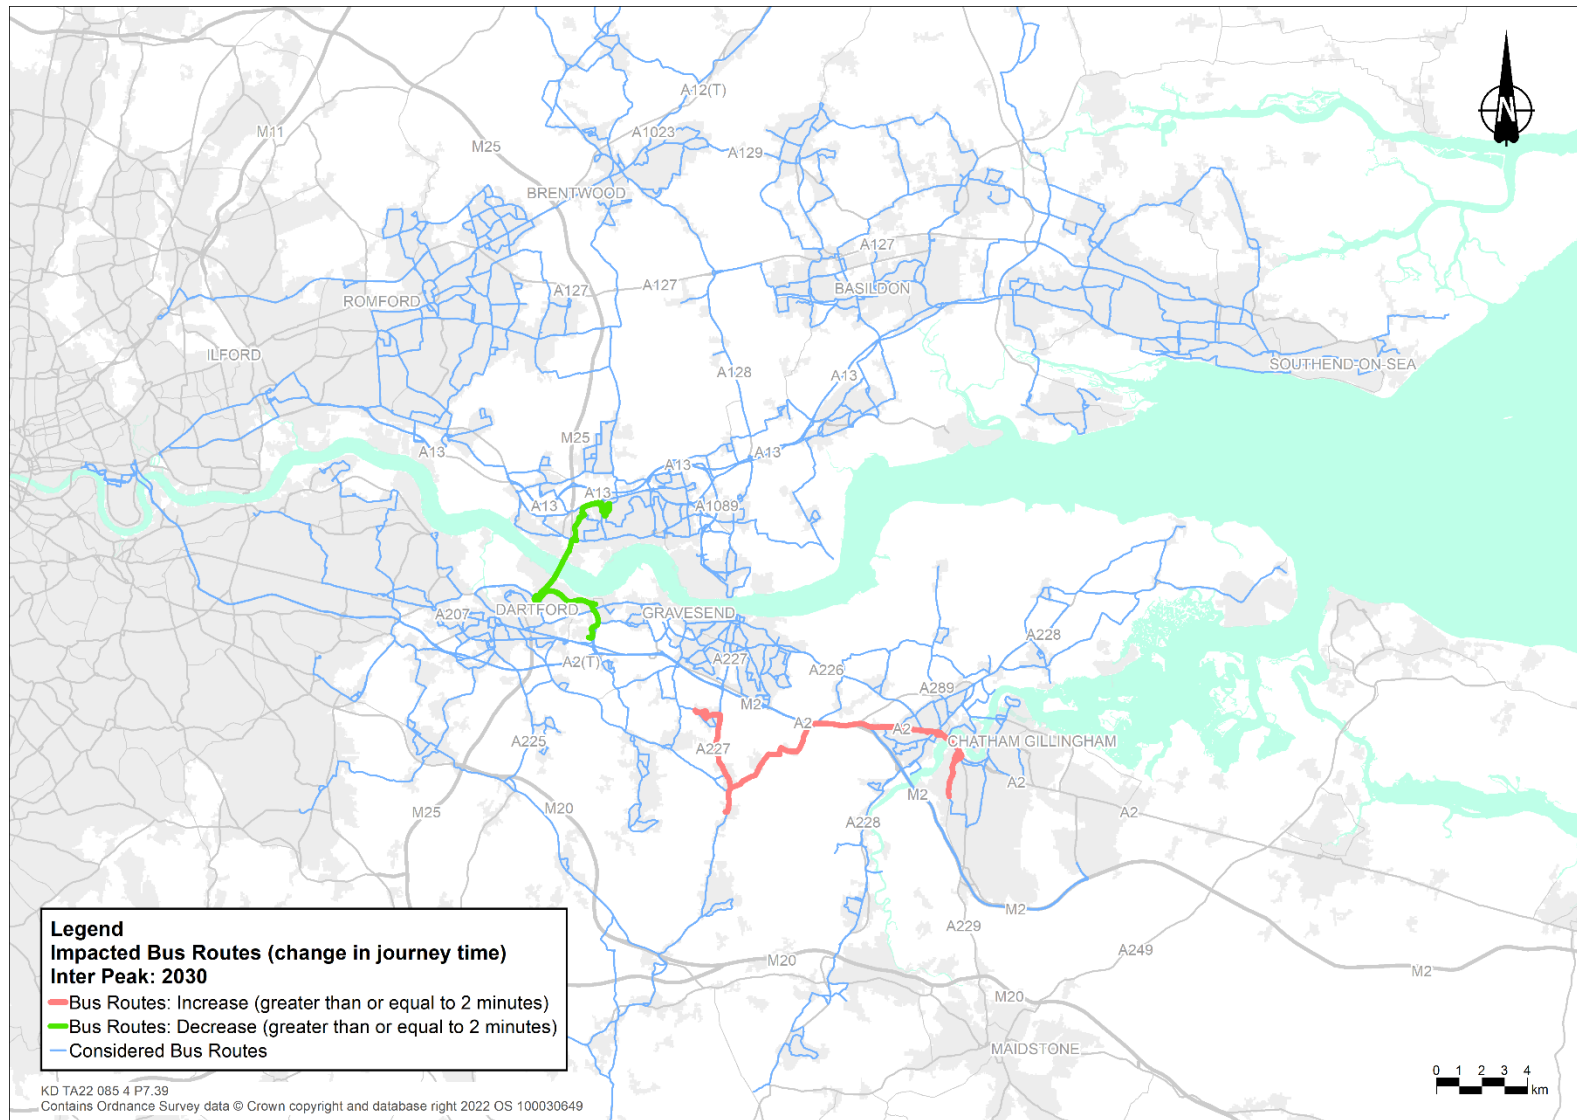 A12(T)
M11
A1023
M25
A129
BRENTWOOD
N
A127
A127
A127
BASILDON
ROMFORD
ILFORD
SOUTHEND-ON-SEA
A128
A13
M25
A13
A13
A13
A13
A13
A1089
DARTFORD
GRAVESEND
A207
A228
A2(T)
A227
A226
A289
M2
A2
A2
CHATHAM GILLINGHAM
A225
A227
A2
M2
A2
M20
M25
A228
M2
A229
A249
M20
M2
M20
MAIDSTONE
Legend
Impacted Bus Routes (change in journey time)
Inter Peak: 2030
Bus Routes: Increase (greater than or equal to 2 minutes)
Bus Routes: Decrease (greater than or equal to 2 minutes)
Considered Bus Routes
0 1 2 3 4
km
KD TA22 085 4 P7.39
Contains Ordnance Survey data © Crown copyright and database right 2022 OS 100030649